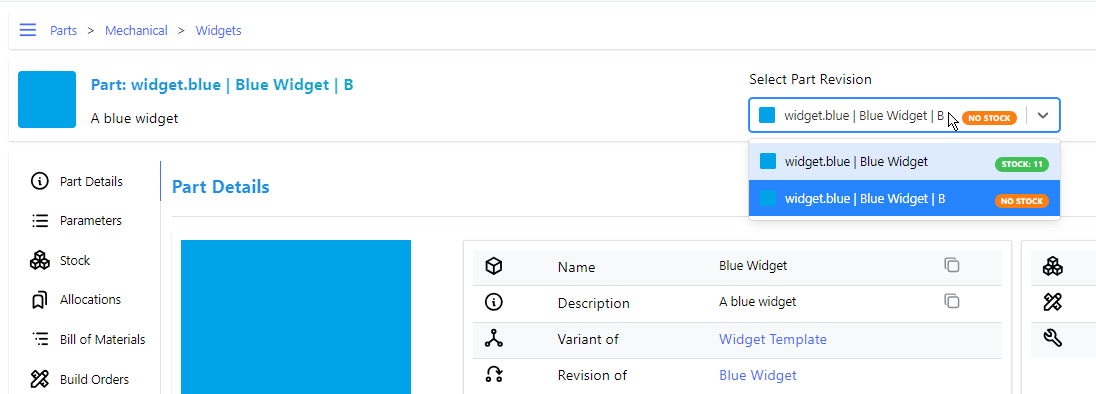 Parts > Mechanical > Widgets
Part: widget.blue | Blue Widget | B
A blue widget
Select Part Revision
widget.blue | Blue Widget | B NO STOCK
widget.blue | Blue Widget STOCK: 11
widget.blue | Blue Widget | B NO STOCK
Part Details
Parameters
Stock
Allocations
Bill of Materials
Build Orders
Part Details
Name Blue Widget
Description A blue widget
Variant of Widget Template
Revision of Blue Widget